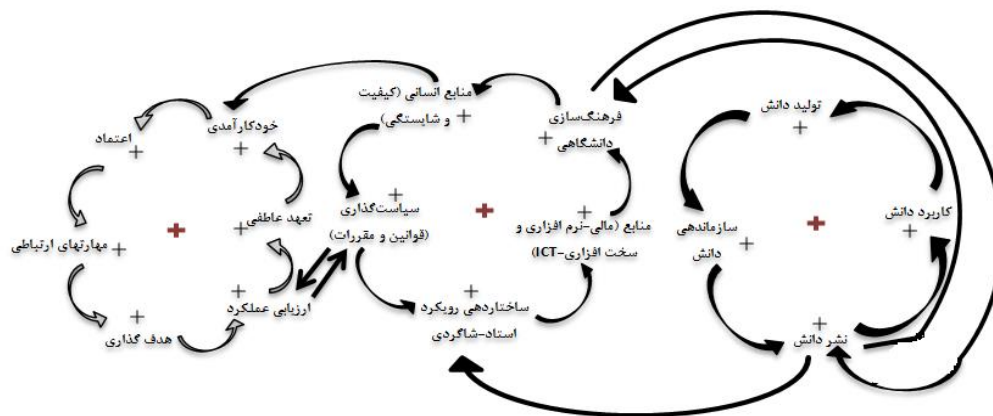 منابع انسانی (کیفیت
و شایستگی)
فرهنگ‌سازی
دانشگاهی
تولید دانش
خودکارآمدی
اعتماد
کاربرد دانش
منابع (مالی-نرم افزاری و
سخت افزاری-ICT)
سیاست‌گذاری
(قوانین و مقررات)
سازماندهی
دانش
تعهد عاطفی
مهارتهای ارتباطی
ارزیابی عملکرد
ساختاردهی رویکرد
استاد-شاگردی
نشر دانش
هدف گذاری